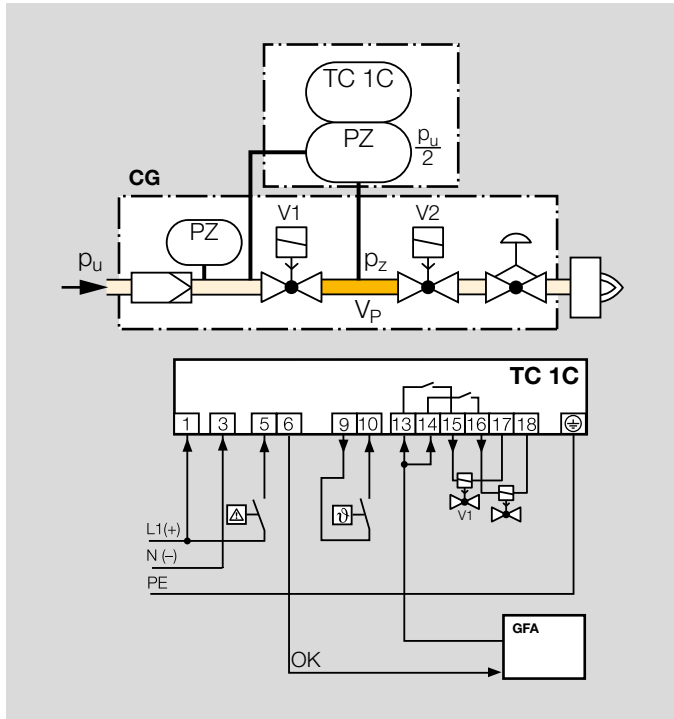 TC 1C
PZ
pu
2
CG
PZ
V1
V2
pu
pz
VP
TC 1C
1 3 5 6 9 10 13 14 15 16 17 18
V1
L1(+)
ϑ
N (–)
PE
GFA
OK